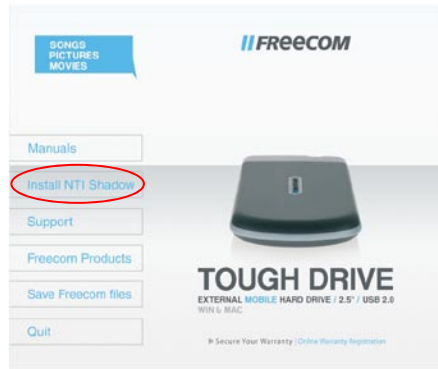 SONGS
PICTURES
MOVIES
FREECOM
Manuals
Install NTI Shadow
Support
Freecom Products
Save Freecom files
Quit
TOUGH DRIVE
EXTERNAL MOBILE HARD DRIVE / 2.5" / USB 2.0
WIN & MAC
Secure Your Warranty | Online Warranty Registration